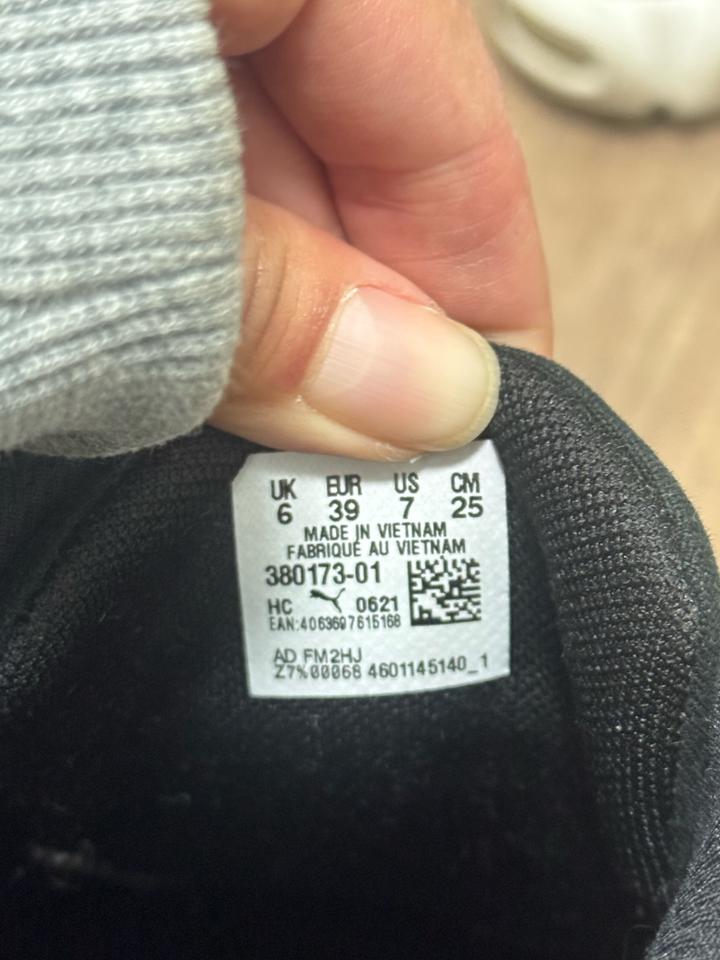 UK EUR US CM
6 39 7 25
MADE IN VIETNAM
FABRIQUÉ AU VIETNAM
380173-01
HC 0621
EAN:4063697615168
AD FM2HJ
Z7%00068 4601145140_1